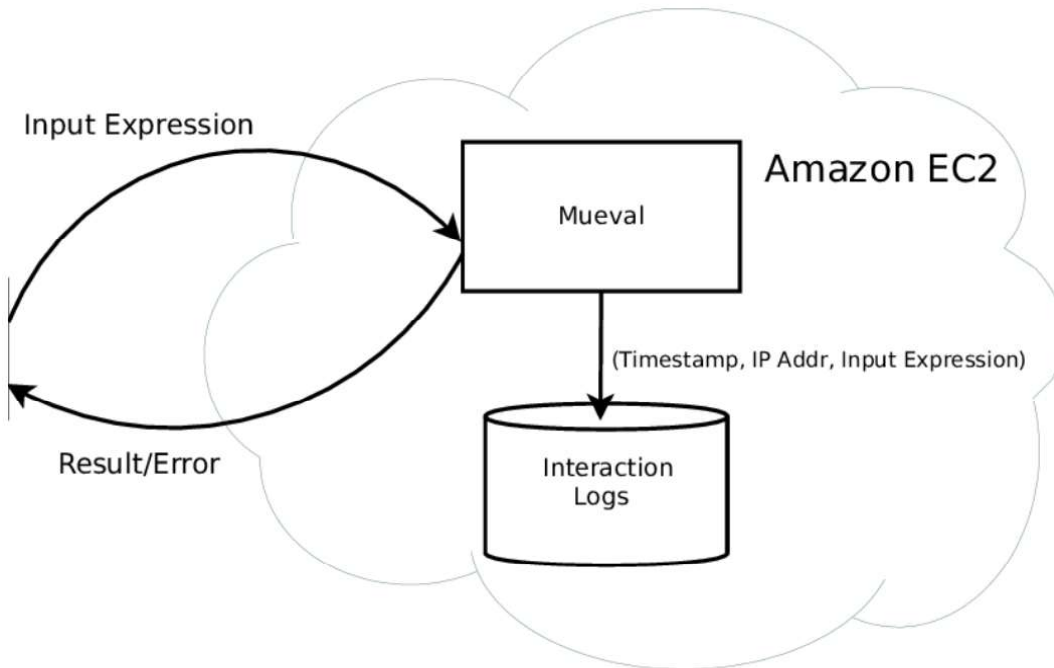 Input Expression
Amazon EC2
Mueval
(Timestamp, IP Addr, Input Expression)
Result/Error
Interaction
Logs